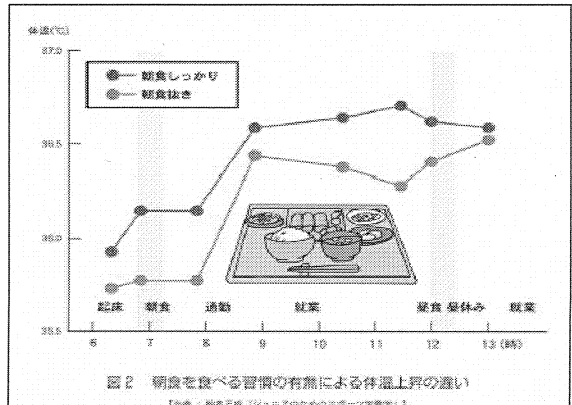 体温(℃)
37.0
朝食しっかり
朝食抜き
36.5
36.0
35.5
起床 朝食 通勤 就業 昼食 昼休み 就業
6 7 8 9 10 11 12 13 (時)
図2 朝食を食べる習慣の有無による体温上昇の違い